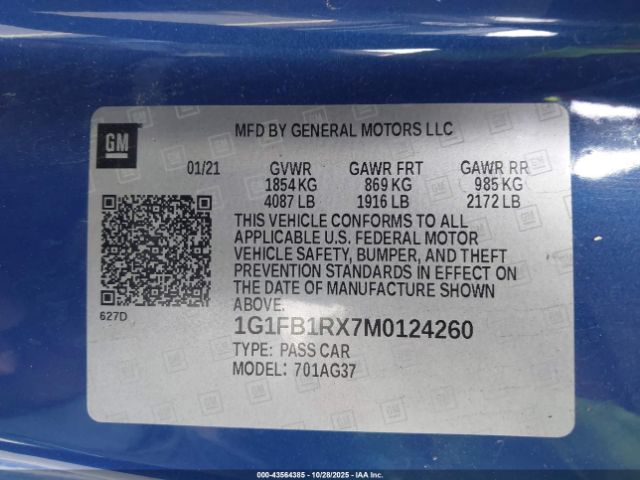 GM
MFD BY GENERAL MOTORS LLC
01/21 GVWR GAWR FRT GAWR RR
1854 KG 869 KG 985 KG
4087 LB 1916 LB 2172 LB
THIS VEHICLE CONFORMS TO ALL
APPLICABLE U.S. FEDERAL MOTOR
VEHICLE SAFETY, BUMPER, AND THEFT
PREVENTION STANDARDS IN EFFECT ON
THE DATE OF MANUFACTURE SHOWN
ABOVE.
627D
1G1FB1RX7M0124260
TYPE: PASS CAR
MODEL: 701AG37
000-43564385 - 10/28/2025 - © Copyright IAA